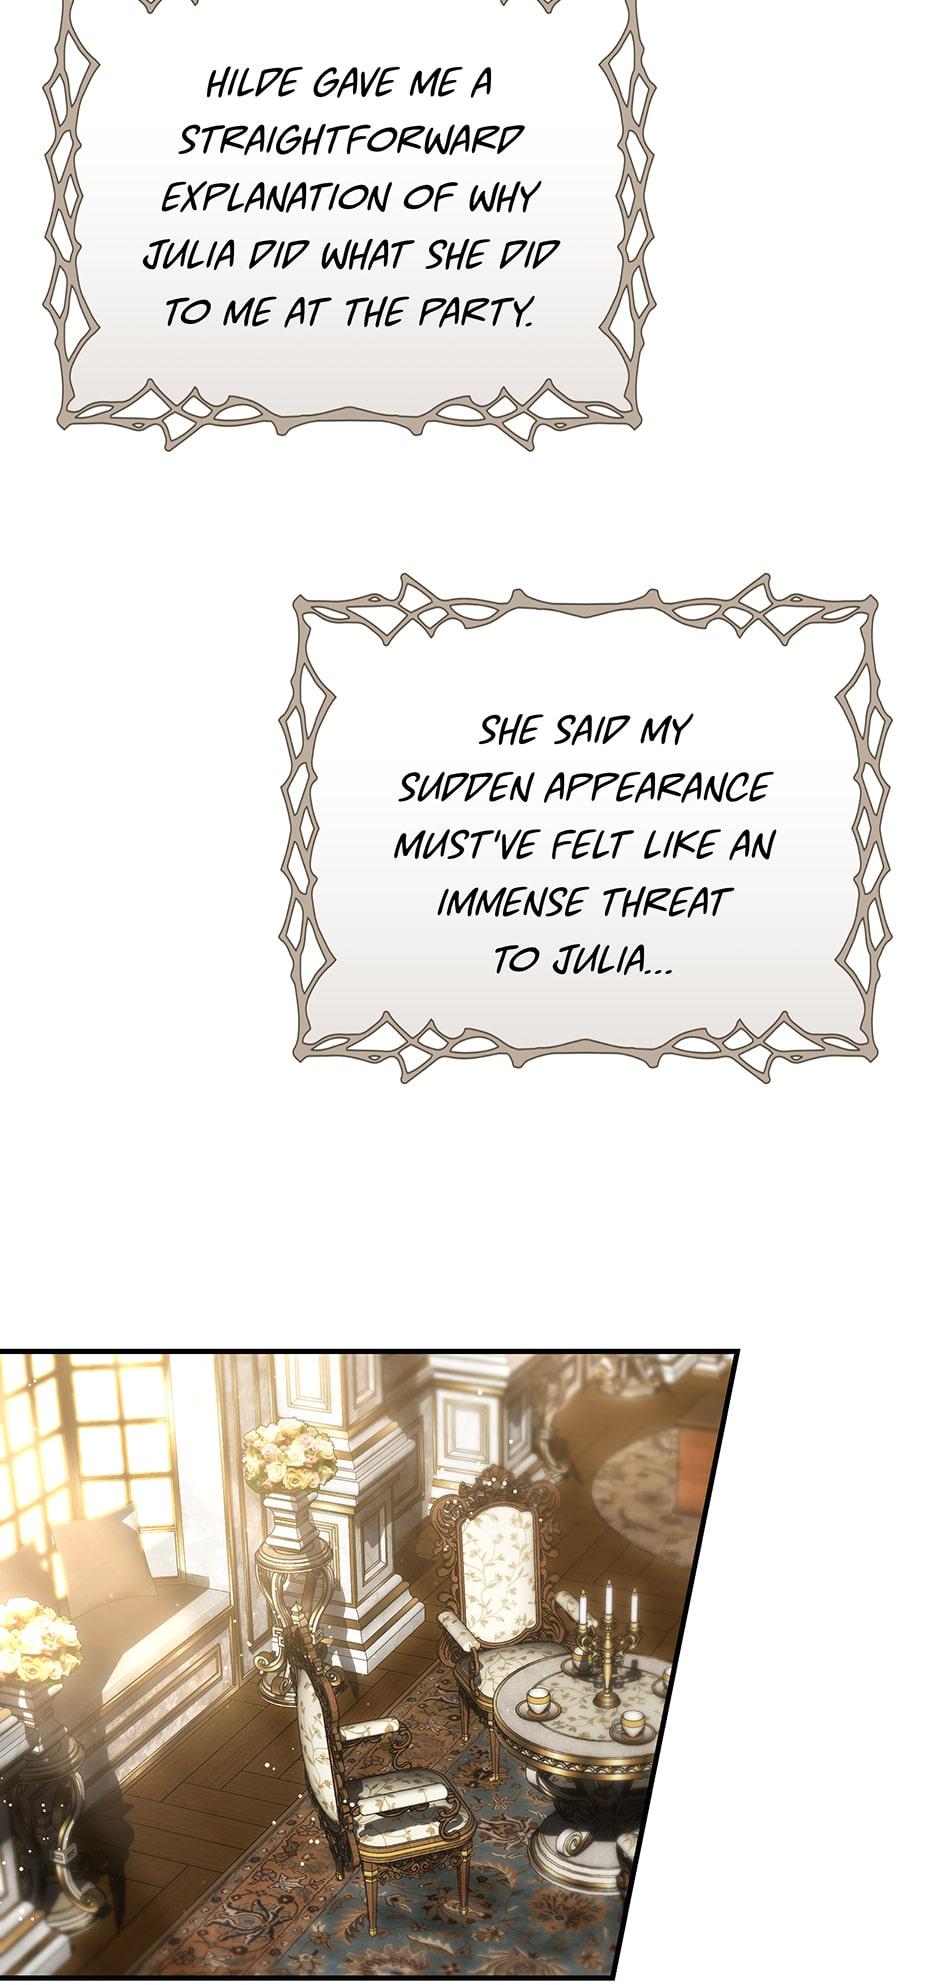 HILDE GAVE ME A
STRAIGHTFORWARD
EXPLANATION OF WHY
JULIA DID WHAT SHE DID
TO ME AT THE PARTY.
SHE SAID MY
SUDDEN APPEARANCE
MUST'VE FELT LIKE AN
IMMENSE THREAT
TO JULIA...